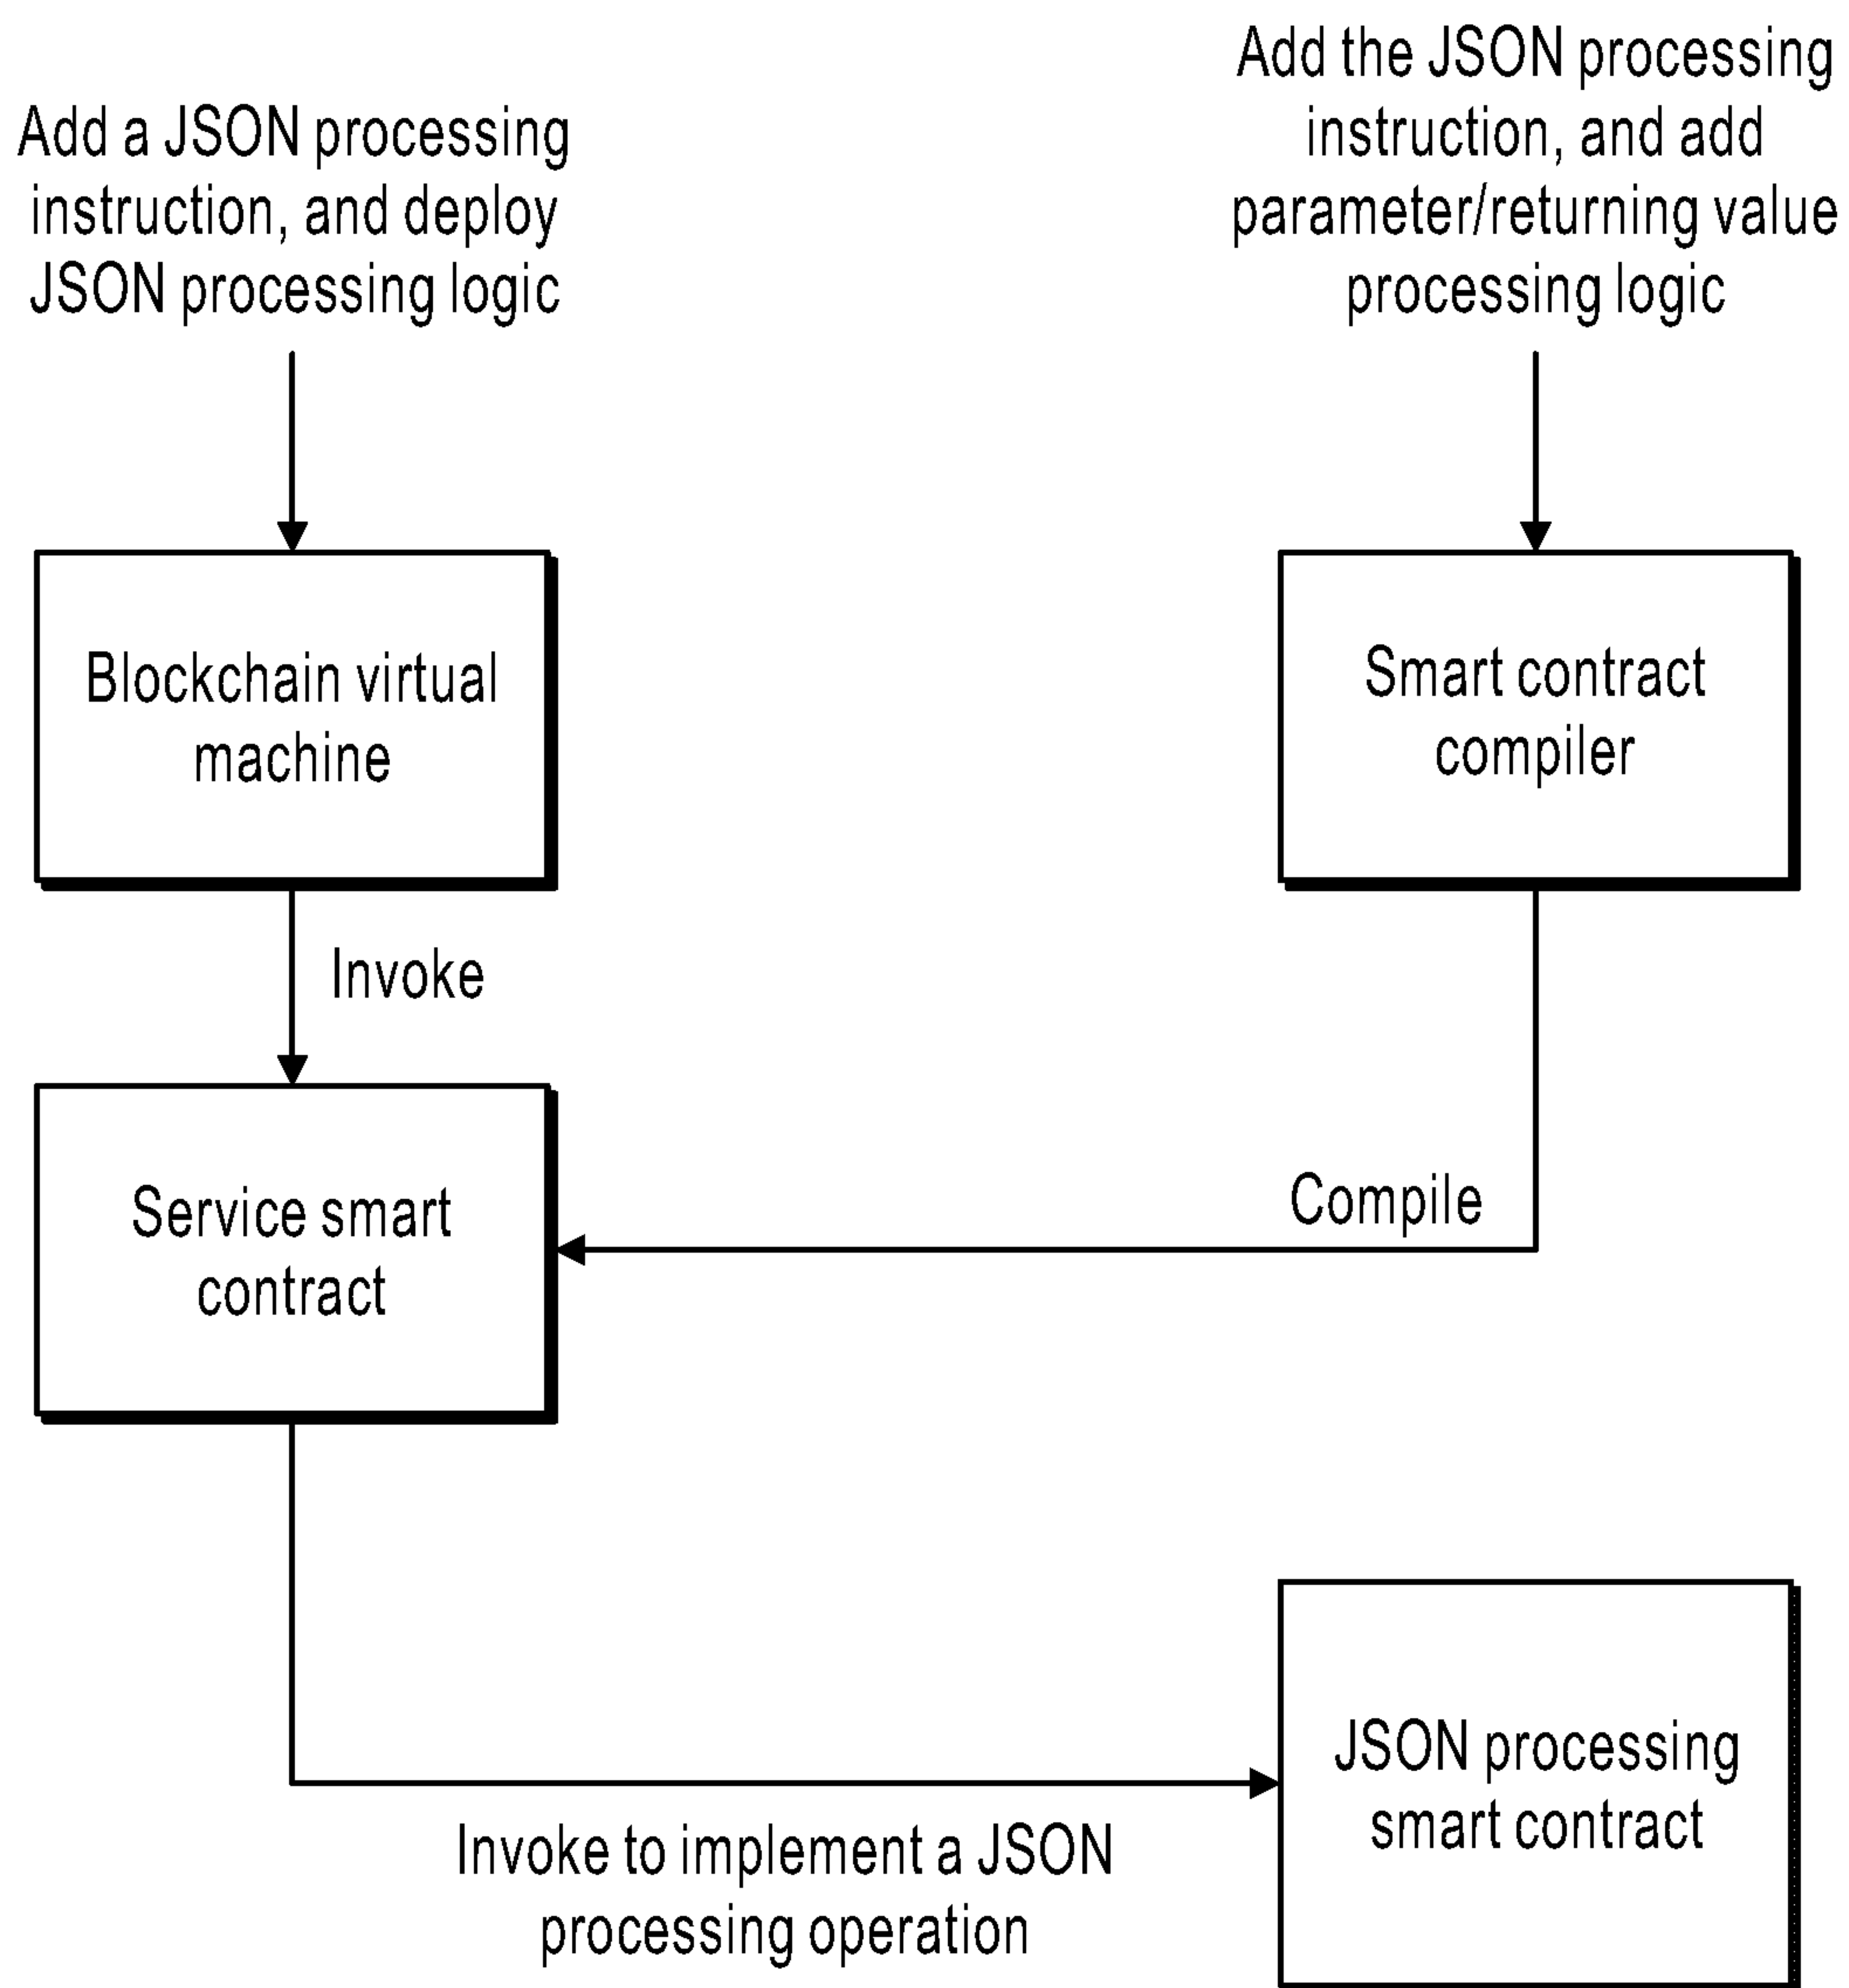 Add a JSON processing
instruction, and deploy
JSON processing logic
Add the JSON processing
instruction, and add
parameter/returning value
processing logic
Blockchain virtual
machine
Smart contract
compiler
Invoke
Service smart
contract
Compile
JSON processing
smart contract
Invoke to implement a JSON
processing operation